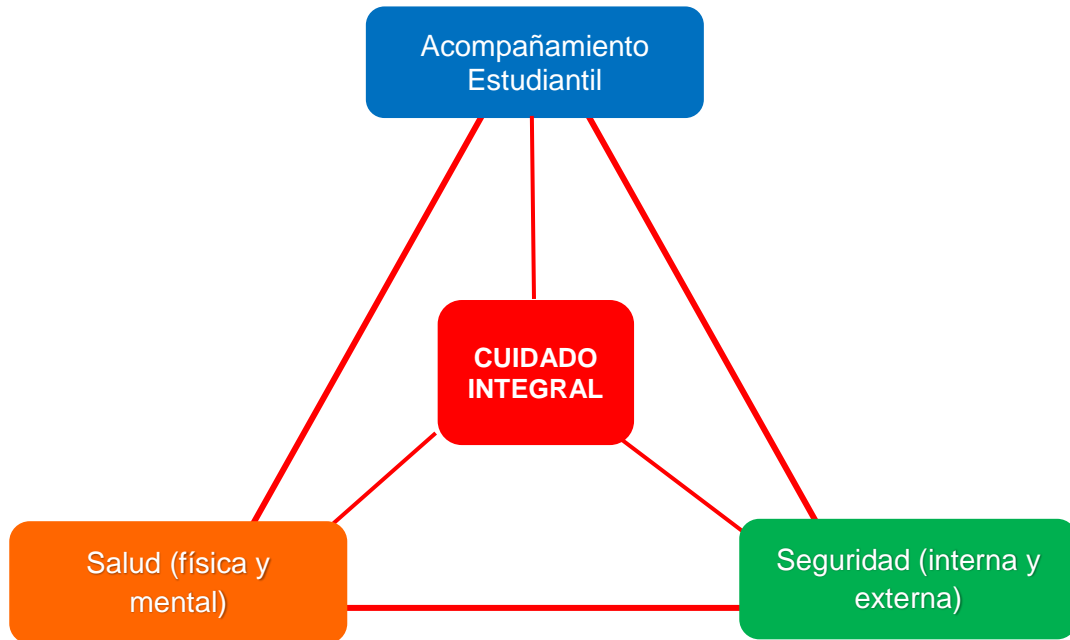 Acompañamiento
Estudiantil
CUIDADO
INTEGRAL
Salud (física y
mental)
Seguridad (interna y
externa)